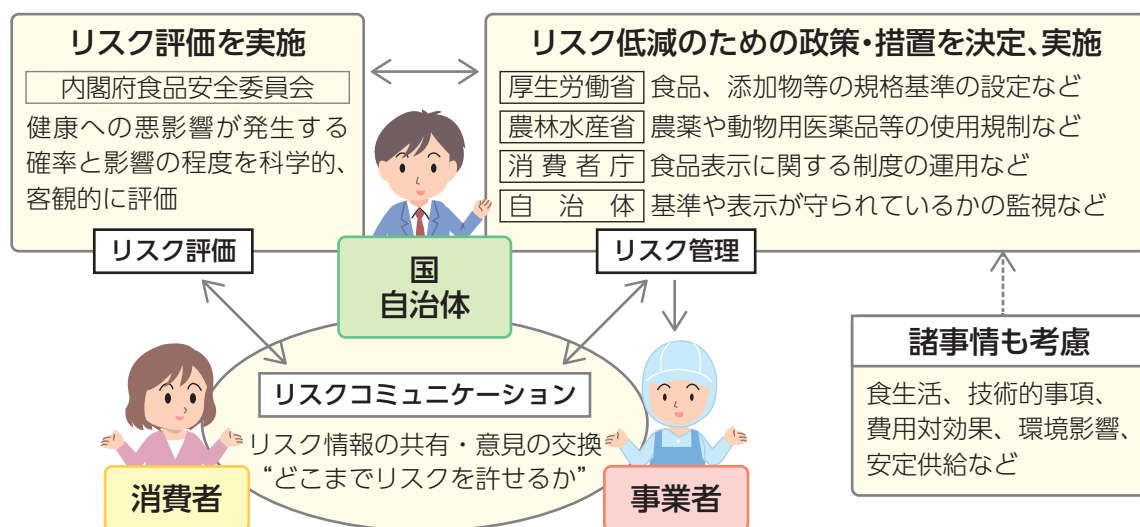 リスク評価を実施
内閣府食品安全委員会
健康への悪影響が発生する
確率と影響の程度を科学的、
客観的に評価
リスク評価
リスク低減のための政策・措置を決定、実施
厚生労働省 食品、添加物等の規格基準の設定など
農林水産省 農薬や動物用医薬品等の使用規制など
消費者庁 食品表示に関する制度の運用など
自治体 基準や表示が守られているかの監視など
リスク管理
国
自治体
諸事情も考慮
食生活、技術的事項、
費用対効果、環境影響、
安定供給など
リスクコミュニケーション
リスク情報の共有・意見の交換
“どこまでリスクを許せるか”
消費者
事業者